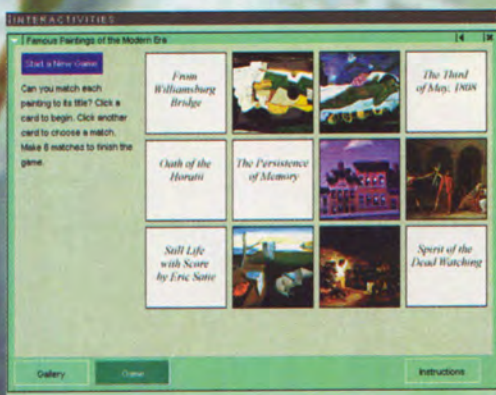 INTERACTIVITIES
Famous Paintings of the Modern Era
Start a New Game
Can you match each
painting to its title? Click a
card to begin. Click another
card to choose a match.
Make 6 matches to finish the
game.
From
Williamsburg
Bridge
The Third
of May, 1808
Oath of the
Horatii
The Persistence
of Memory
Still Life
with Score
by Eric Satie
Spirit of the
Dead Watching
Gallery
Game
Instructions